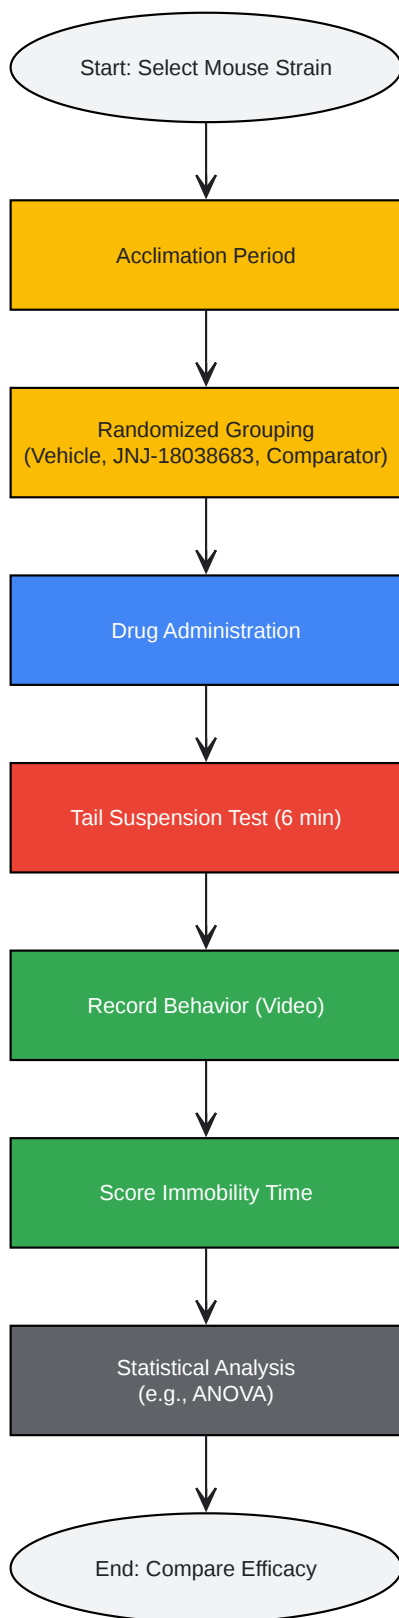 Start: Select Mouse Strain
Acclimation Period
Randomized Grouping
(Vehicle, JNJ-18038683, Comparator)
Drug Administration
Tail Suspension Test (6 min)
Record Behavior (Video)
Score Immobility Time
Statistical Analysis
(e.g., ANOVA)
End: Compare Efficacy